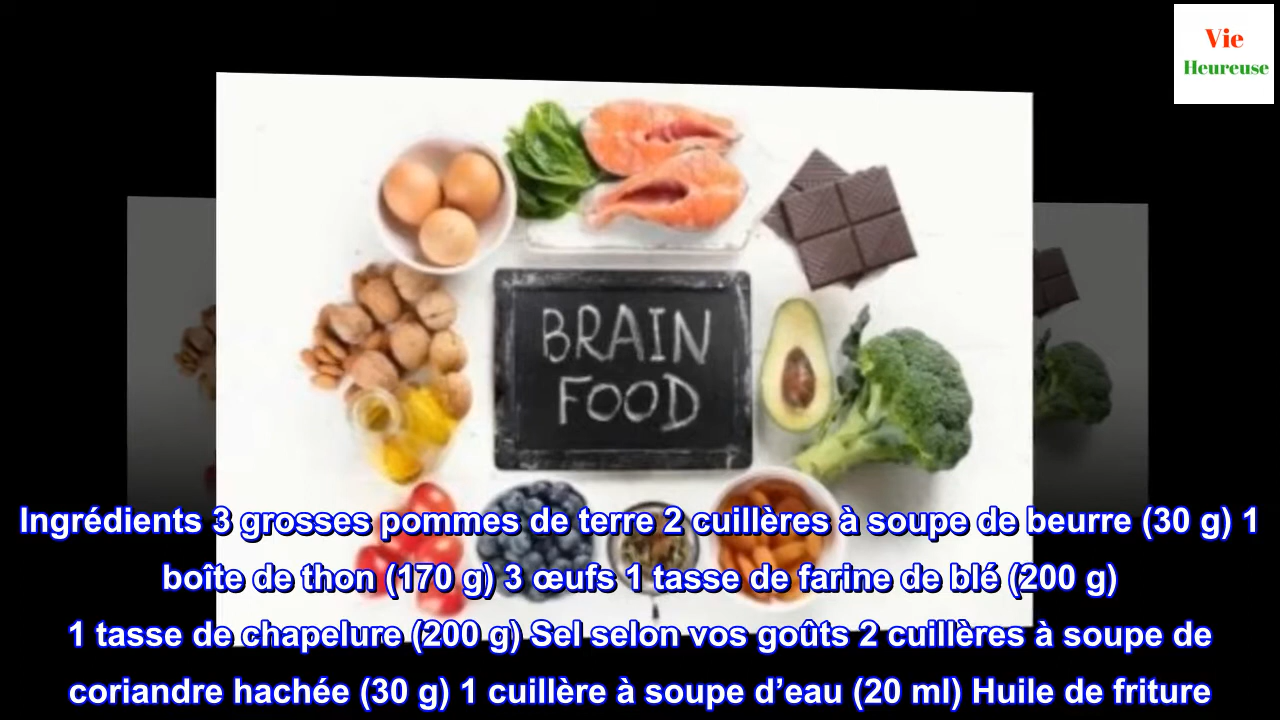 Vie
Heureuse
BRAIN
FOOD
Ingrédients 3 grosses pommes de terre 2 cuillères à soupe de beurre (30 g) 1
boîte de thon (170 g) 3 œufs 1 tasse de farine de blé (200 g)
1 tasse de chapelure (200 g) Sel selon vos goûts 2 cuillères à soupe de
coriandre hachée (30 g) 1 cuillère à soupe d’eau (20 ml) Huile de friture